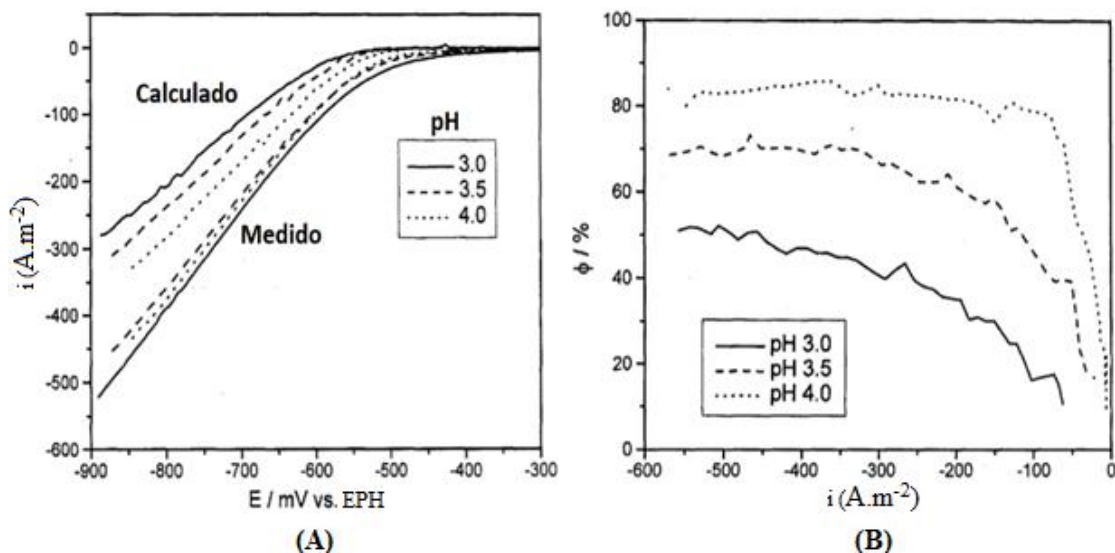 0
-100
-200
-300
-400
-500
-600
i (A.m⁻²)
Calculado
Medido
pH
3.0
3.5
4.0
-900 -800 -700 -600 -500 -400 -300
E / mV vs. EPH
(A)
100
80
60
40
20
0
ϕ / %
pH 3.0
pH 3.5
pH 4.0
-600 -500 -400 -300 -200 -100 0
i (A.m⁻²)
(B)